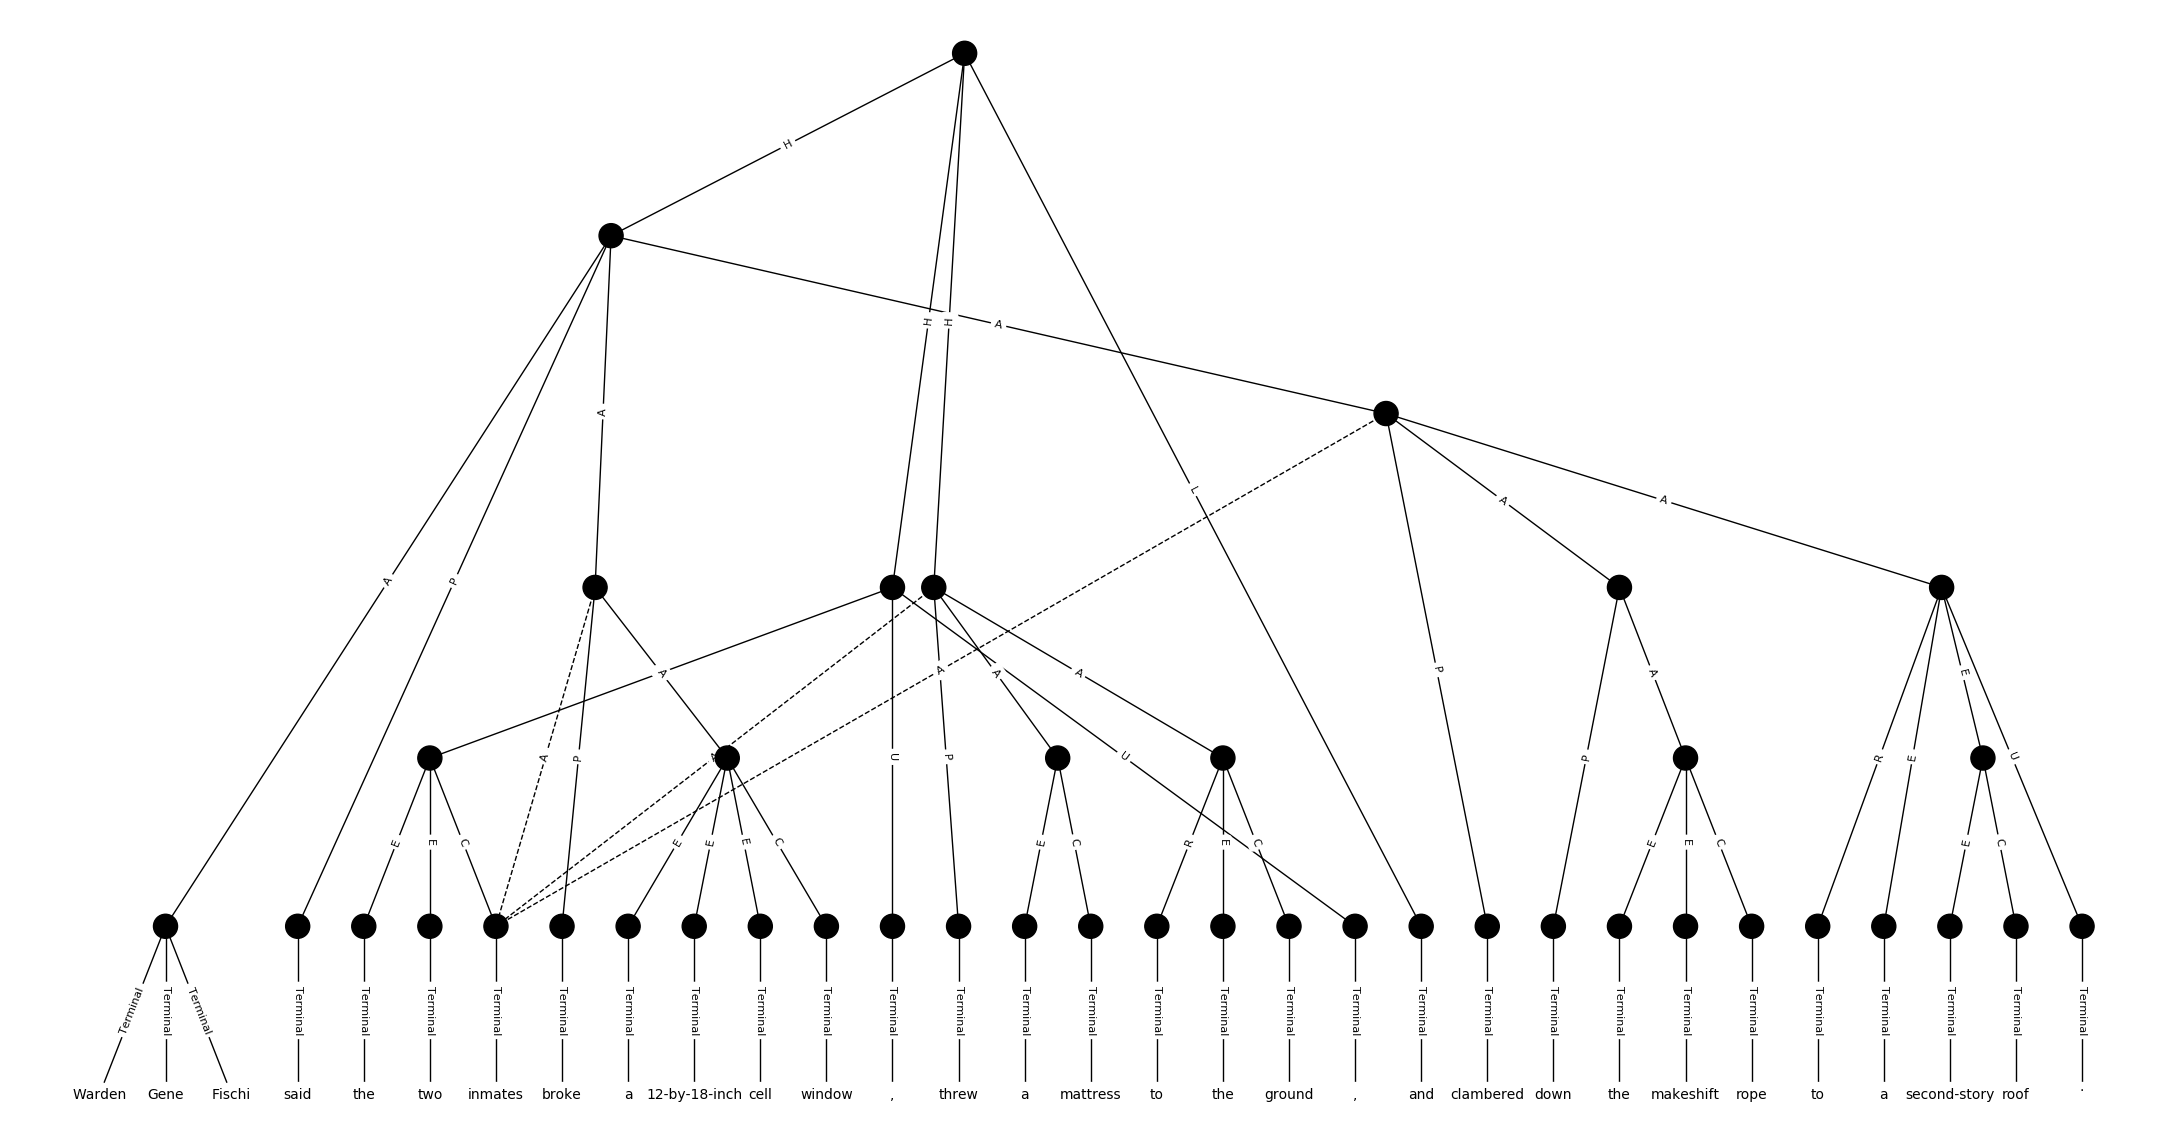 H
H H A
A
L A A
A P
A A A A A
P
A A P U P U P R E E U
E E C E E E C E C R E C E E C E C
Terminal Terminal Terminal Terminal Terminal Terminal Terminal Terminal Terminal Terminal Terminal Terminal Terminal Terminal Terminal Terminal Terminal Terminal Terminal Terminal Terminal Terminal Terminal Terminal Terminal Terminal Terminal Terminal Terminal Terminal Terminal
Warden Gene Fischi said the two inmates broke a 12-by-18-inch cell window , threw a mattress to the ground , and clambered down the makeshift rope to a second-story roof .